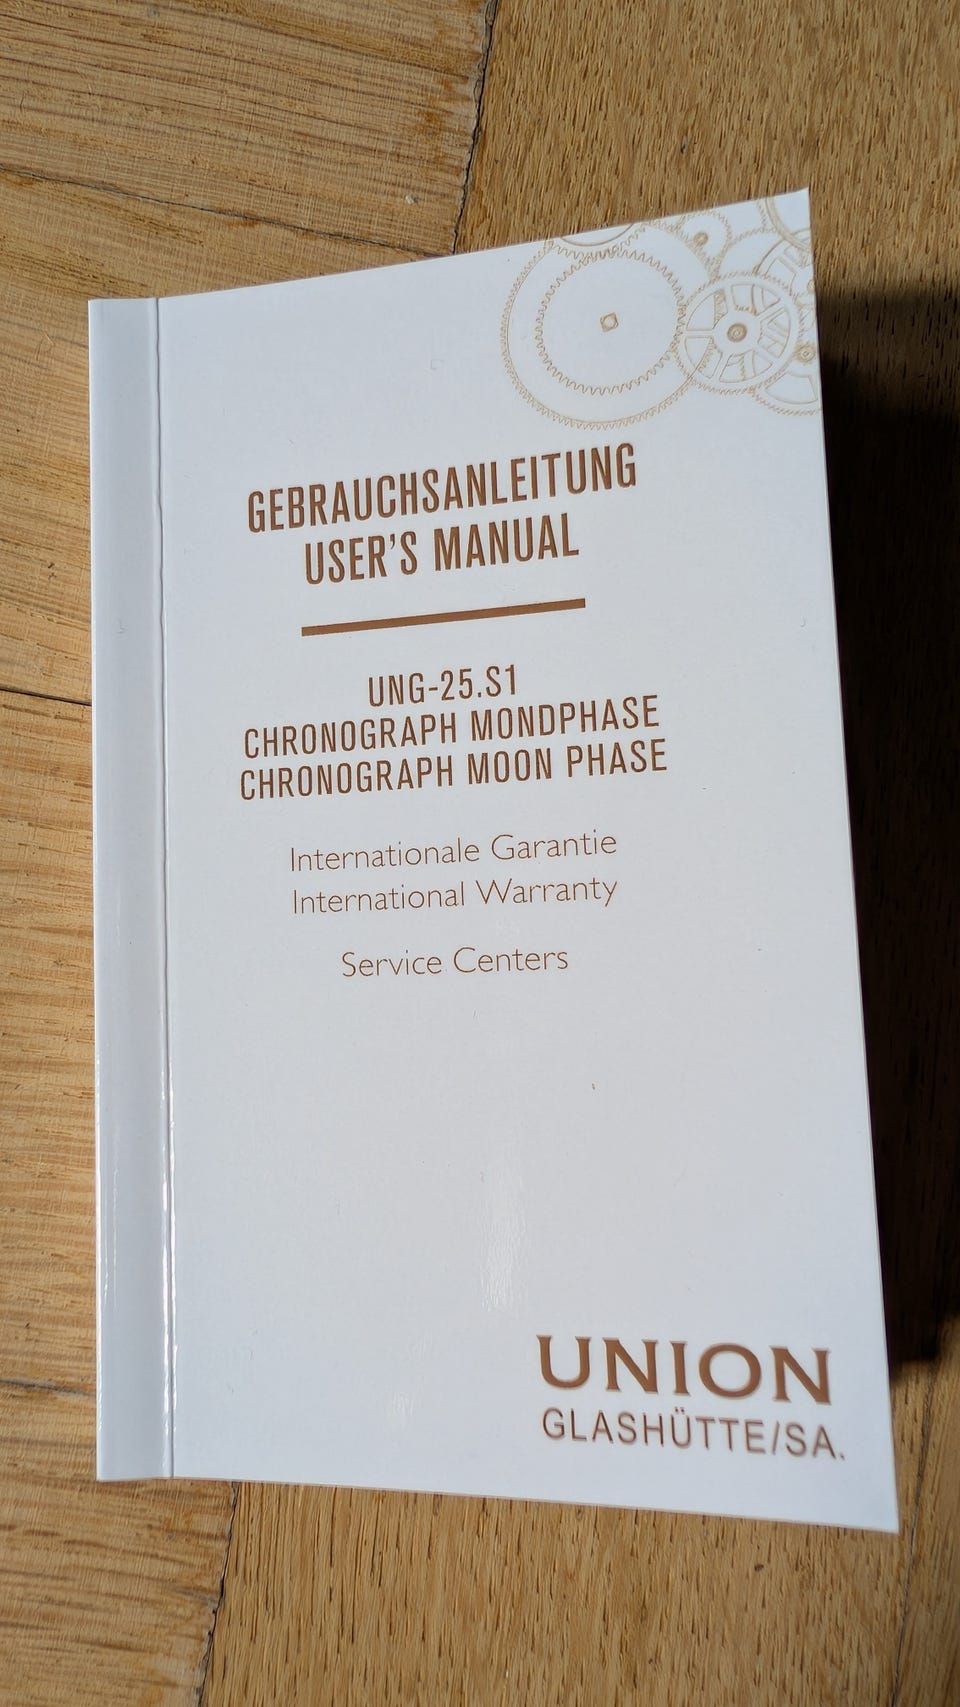 GEBRAUCHSANLEITUNG
USER'S MANUAL
UNG-25.S1
CHRONOGRAPH MONDPHASE
CHRONOGRAPH MOON PHASE
Internationale Garantie
International Warranty
Service Centers
UNION
GLASHÜTTE/SA.